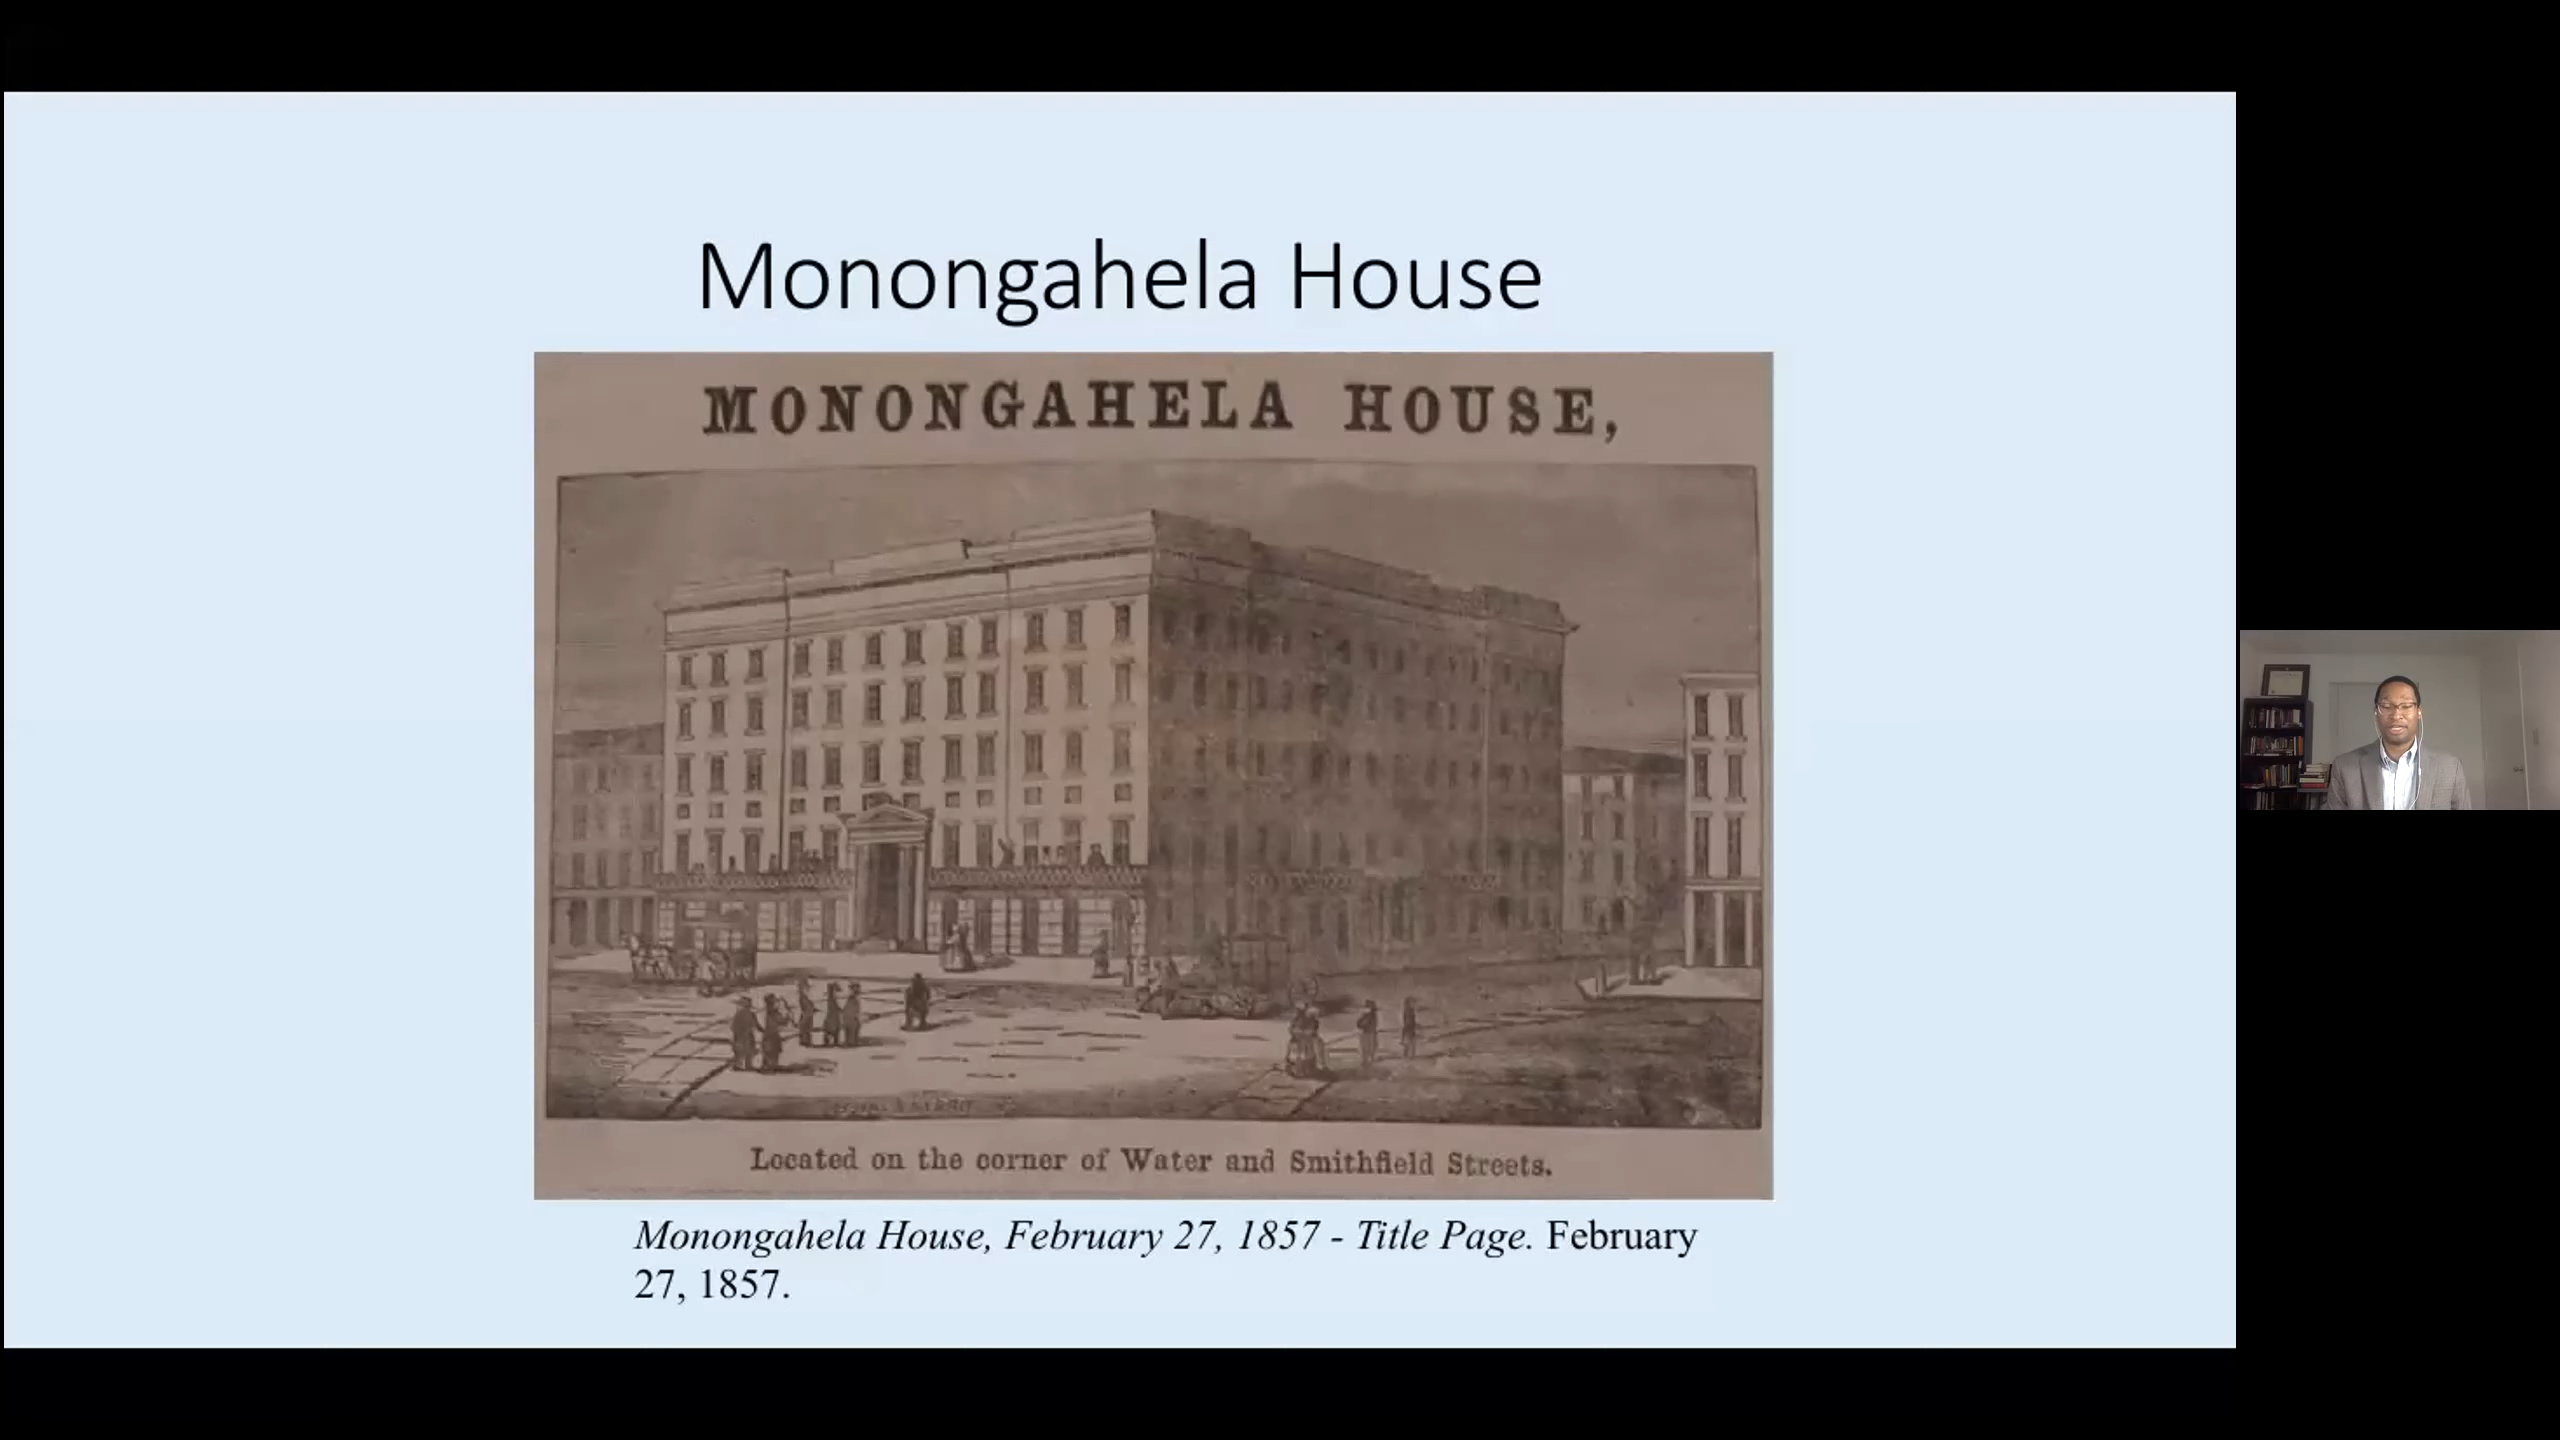 Monongahela House
MONONGAHELA HOUSE,
Located on the corner of Water and Smithfield Streets.
Monongahela House, February 27, 1857 - Title Page. February
27, 1857.